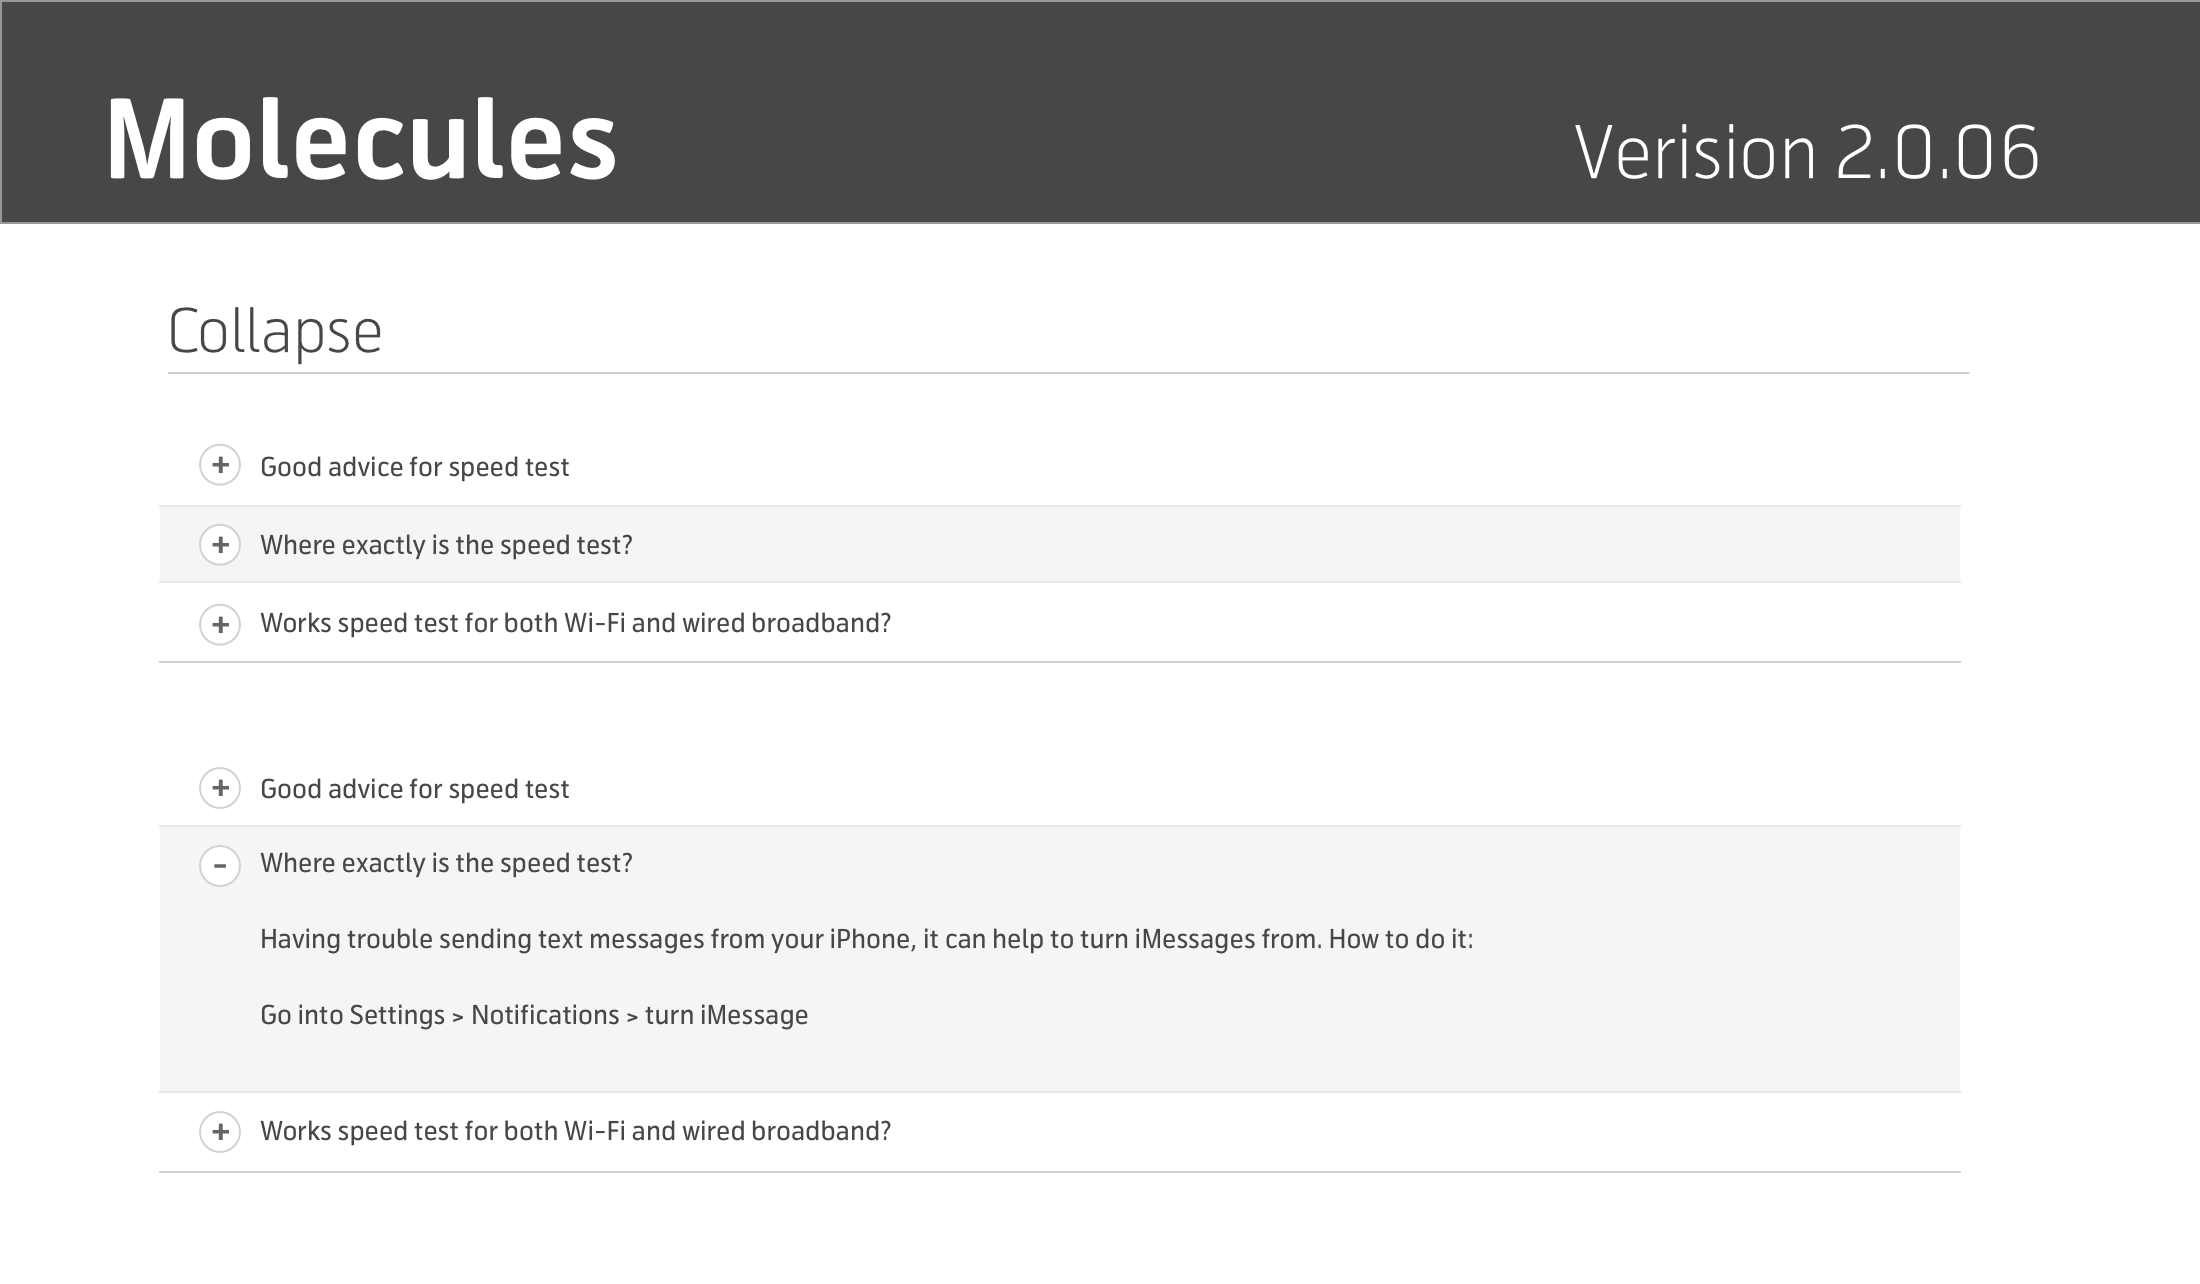 Molecules
Verision 2.0.06
Collapse
+ Good advice for speed test
+ Where exactly is the speed test?
+ Works speed test for both Wi-Fi and wired broadband?
+ Good advice for speed test
- Where exactly is the speed test?
Having trouble sending text messages from your iPhone, it can help to turn iMessages from. How to do it:
Go into Settings > Notifications > turn iMessage
+ Works speed test for both Wi-Fi and wired broadband?